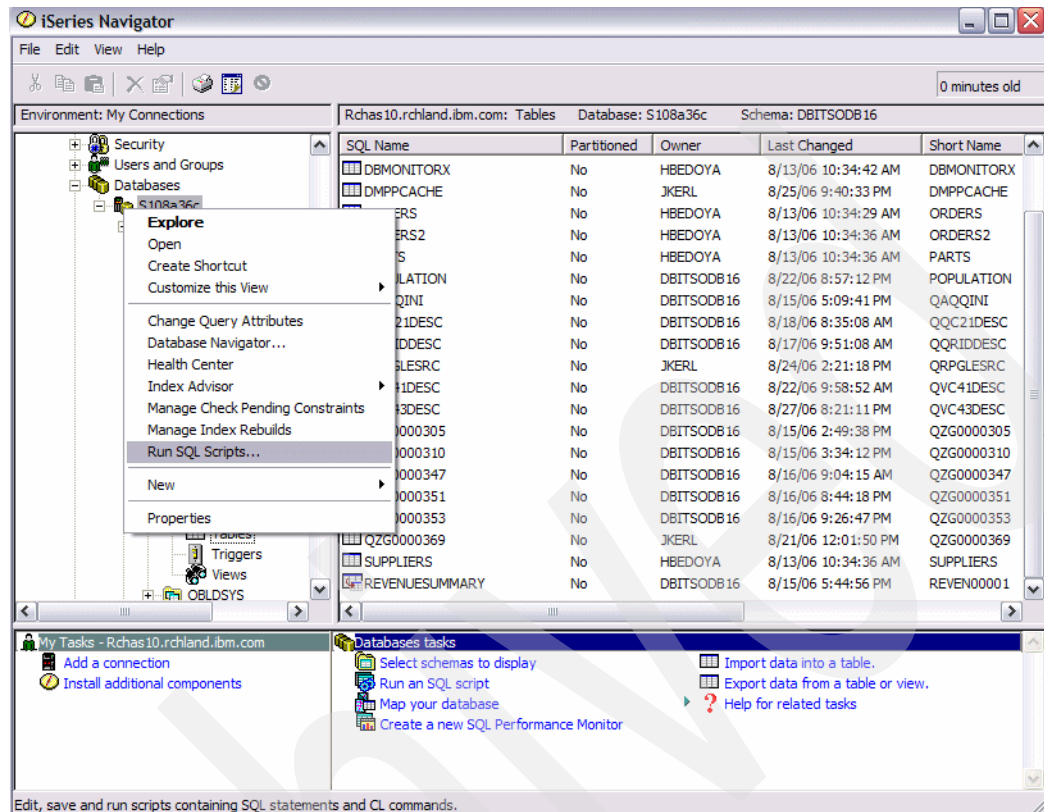 iSeries Navigator
File Edit View Help
0 minutes old
Environment: My Connections
Rchas10.rchland.ibm.com: Tables Database: S108a36c Schema: DBITSODB16
Security
Users and Groups
Databases
S108a36c
Explore
Open
Create Shortcut
Customize this View
Change Query Attributes
Database Navigator...
Health Center
Index Advisor
Manage Check Pending Constraints
Manage Index Rebuilds
Run SQL Scripts...
New
Properties
Tables
Triggers
Views
OBLDSYS
SQL Name Partitioned Owner Last Changed Short Name
DBMONITORX No HBEDOYA 8/13/06 10:34:42 AM DBMONITORX
DMPPCACHE No JKERL 8/25/06 9:40:33 PM DMPPCACHE
ERS No HBEDOYA 8/13/06 10:34:29 AM ORDERS
ERS2 No HBEDOYA 8/13/06 10:34:36 AM ORDERS2
S No HBEDOYA 8/13/06 10:34:36 AM PARTS
LATION No DBITSODB16 8/22/06 8:57:12 PM POPULATION
QINI No DBITSODB16 8/15/06 5:09:41 PM QAQQINI
21DESC No DBITSODB16 8/18/06 8:35:08 AM QQC21DESC
IDDESC No DBITSODB16 8/17/06 9:51:08 AM QQRIDDESC
GLESRC No JKERL 8/24/06 2:21:18 PM QRPGLESRC
41DESC No DBITSODB16 8/22/06 9:58:52 AM QVC41DESC
43DESC No DBITSODB16 8/27/06 8:21:11 PM QVC43DESC
0000305 No DBITSODB16 8/15/06 2:49:38 PM QZG0000305
0000310 No DBITSODB16 8/15/06 3:34:12 PM QZG0000310
0000347 No DBITSODB16 8/16/06 9:04:15 AM QZG0000347
0000351 No DBITSODB16 8/16/06 8:44:18 PM QZG0000351
0000353 No DBITSODB16 8/16/06 9:26:47 PM QZG0000353
QZG0000369 No JKERL 8/21/06 12:01:50 PM QZG0000369
SUPPLIERS No HBEDOYA 8/13/06 10:34:36 AM SUPPLIERS
REVENUESUMMARY No DBITSODB16 8/15/06 5:44:56 PM REVEN00001
My Tasks - Rchas10.rchland.ibm.com
Add a connection
Install additional components
Databases tasks
Select schemas to display
Run an SQL script
Map your database
Create a new SQL Performance Monitor
Import data into a table.
Export data from a table or view.
Help for related tasks
Edit, save and run scripts containing SQL statements and CL commands.